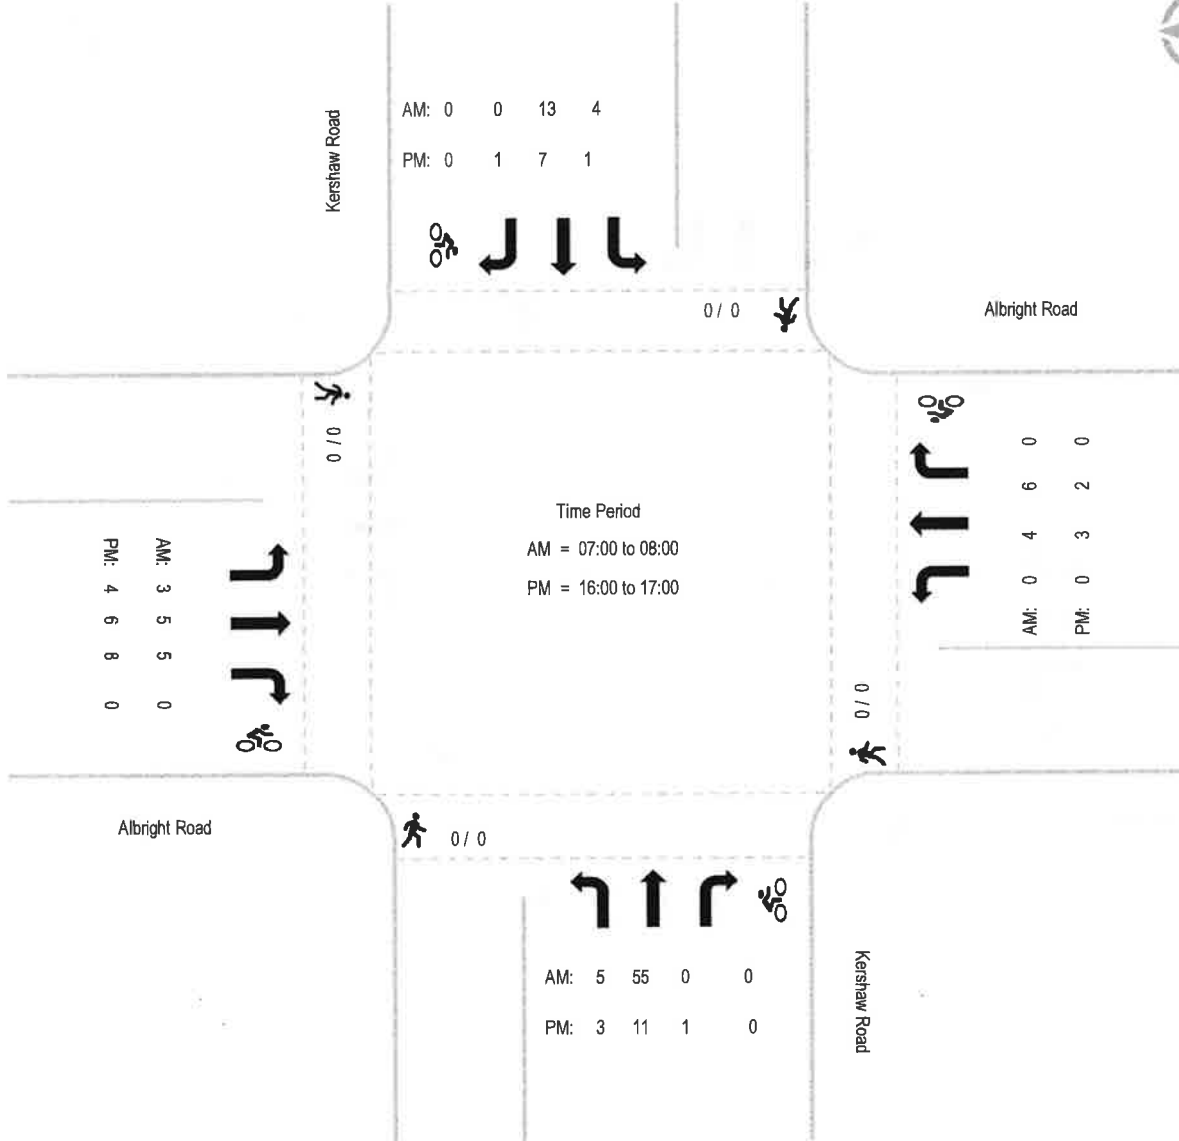 Kershaw Road
AM: 0 0 13 4
PM: 0 1 7 1
0 / 0
Albright Road
0 / 0
0 0
6 2
4 3
0 0
AM: PM:
Time Period
AM = 07:00 to 08:00
PM = 16:00 to 17:00
AM: 3 5 5 0
PM: 4 6 8 0
0 / 0
Albright Road
0 / 0
AM: 5 55 0 0
PM: 3 11 1 0
Kershaw Road